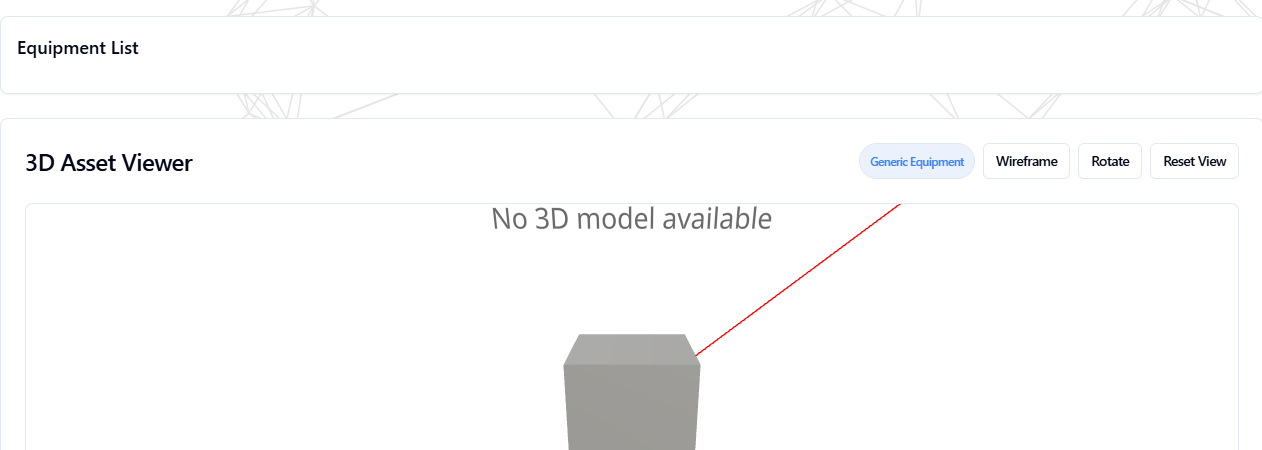 Equipment List
3D Asset Viewer
Generic Equipment
Wireframe
Rotate
Reset View
No 3D model available